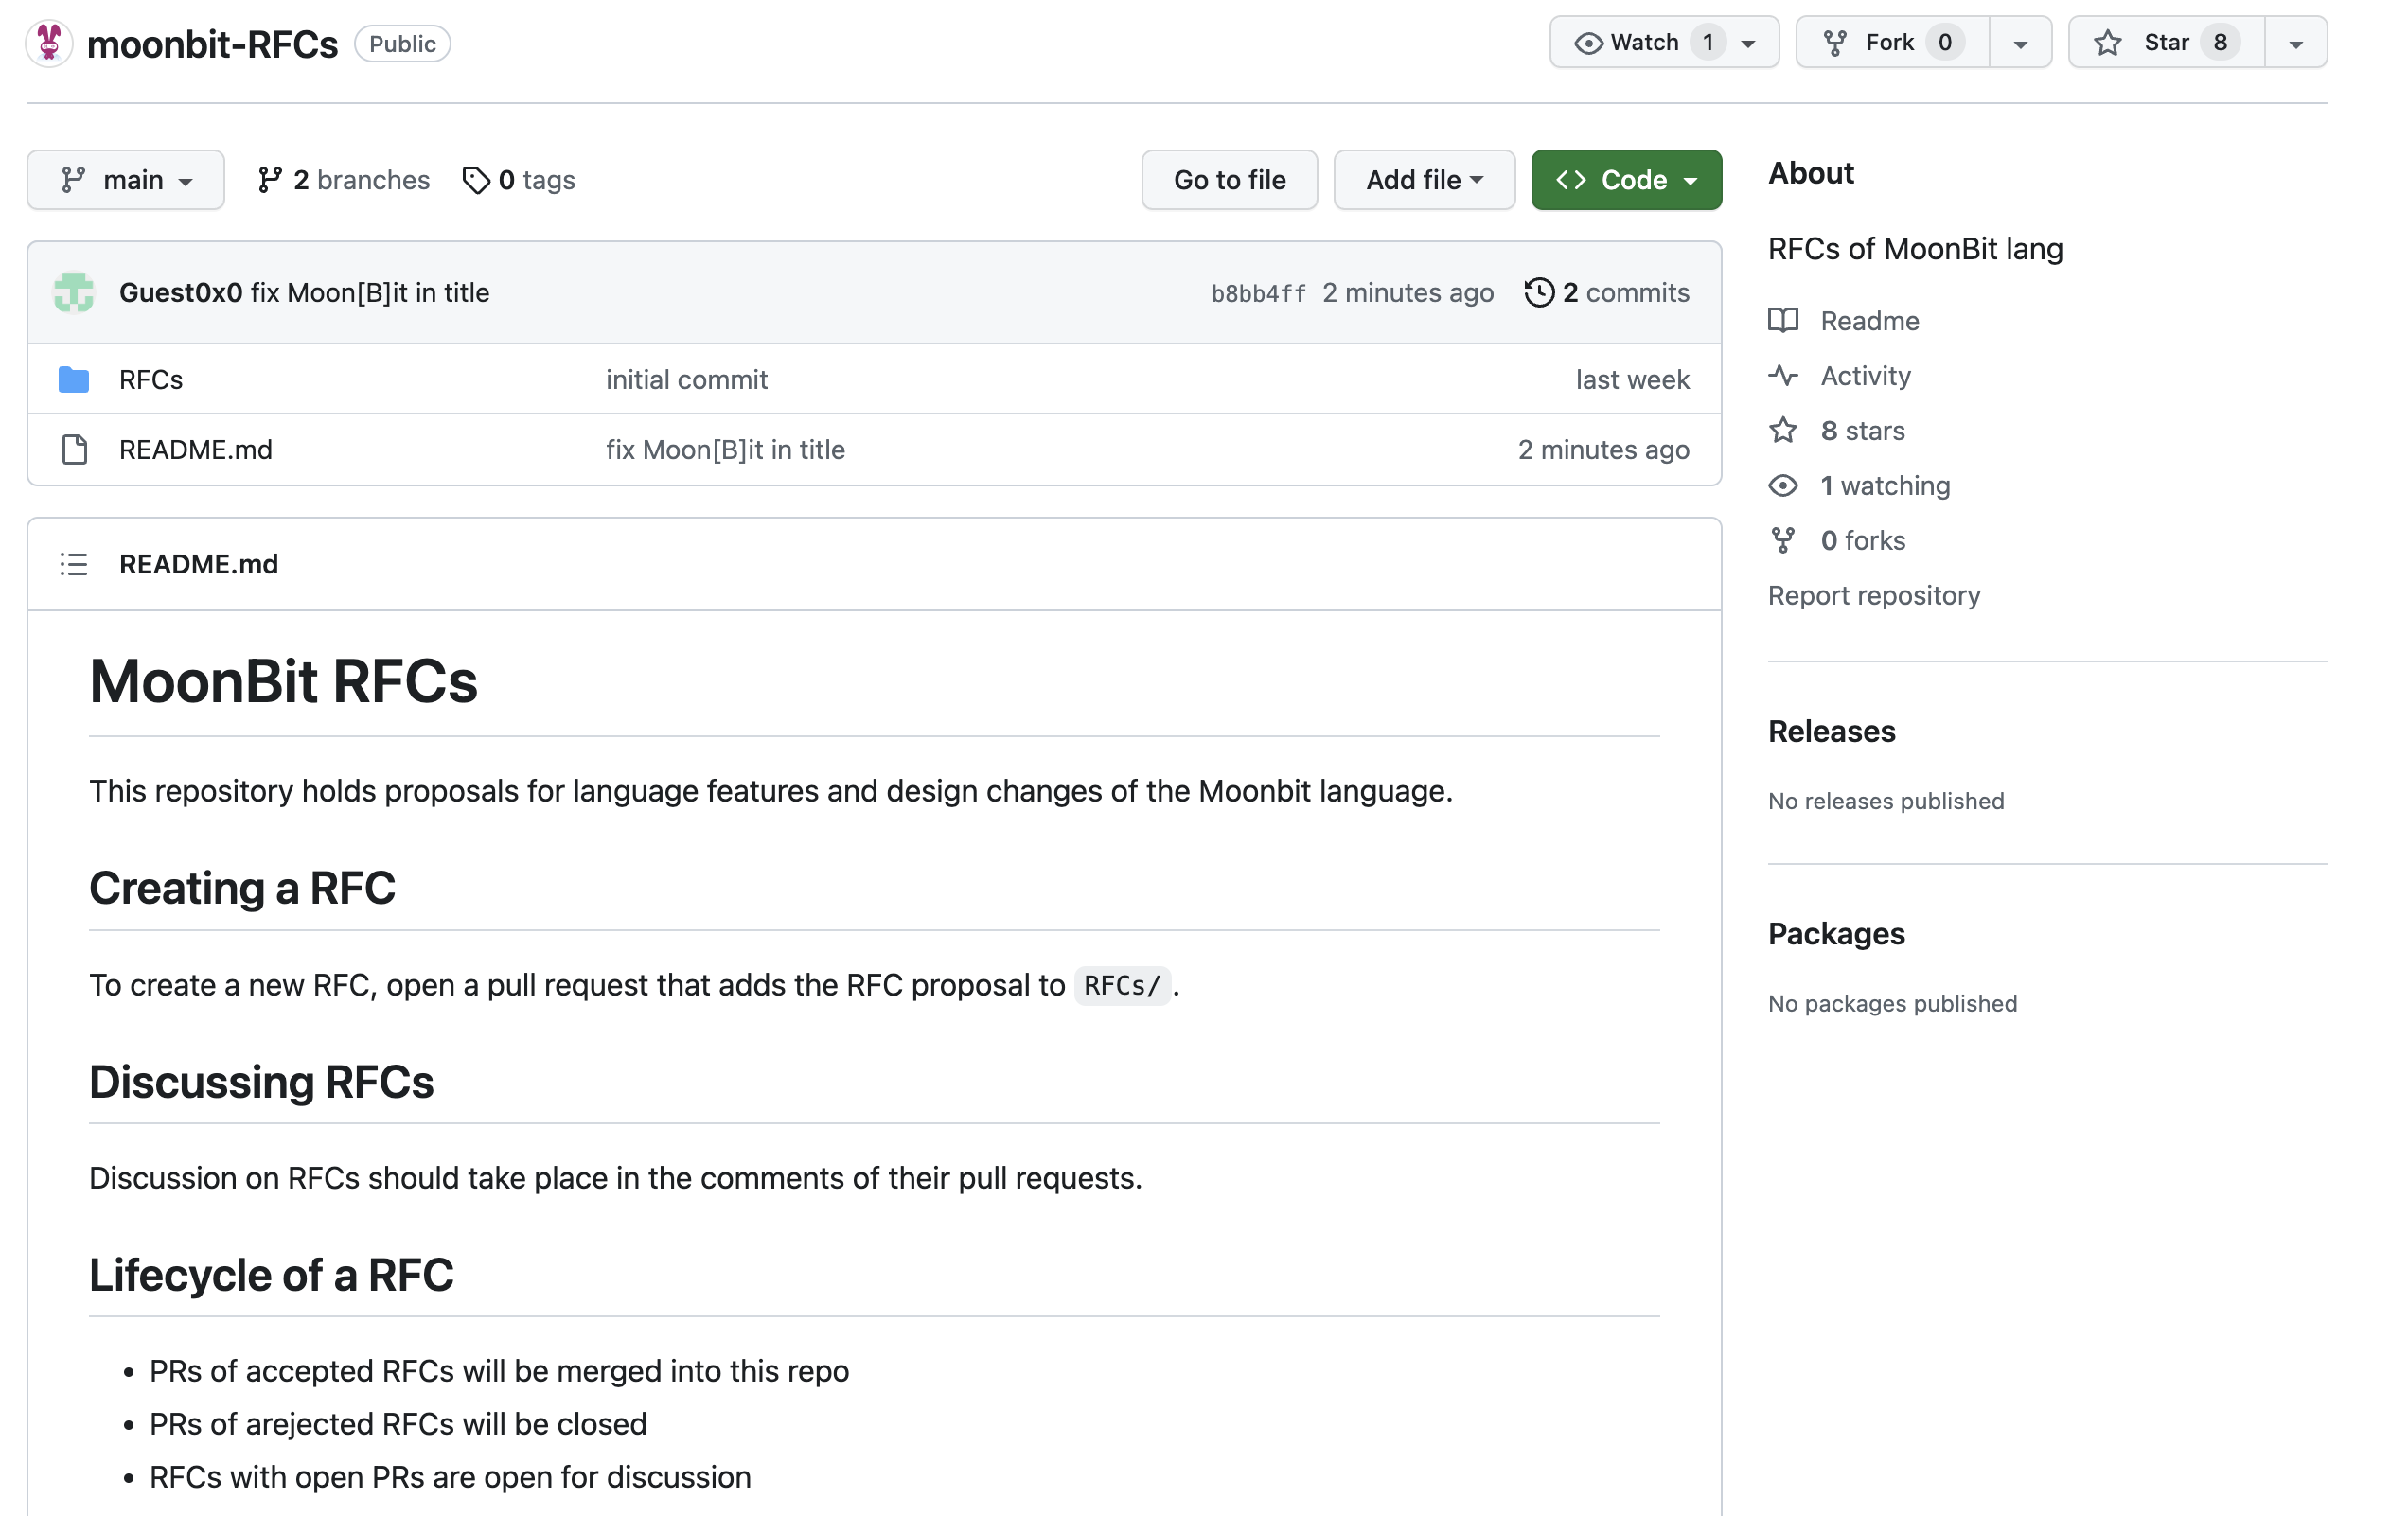 moonbit-RFCs Public Watch 1 Fork 0 Star 8
main 2 branches 0 tags Go to file Add file Code
Guest0x0 fix Moon[B]it in title b8bb4ff 2 minutes ago 2 commits
RFCs initial commit last week
README.md fix Moon[B]it in title 2 minutes ago
README.md
MoonBit RFCs
This repository holds proposals for language features and design changes of the Moonbit language.
Creating a RFC
To create a new RFC, open a pull request that adds the RFC proposal to RFCs/.
Discussing RFCs
Discussion on RFCs should take place in the comments of their pull requests.
Lifecycle of a RFC
• PRs of accepted RFCs will be merged into this repo
• PRs of arejected RFCs will be closed
• RFCs with open PRs are open for discussion
About
RFCs of MoonBit lang
Readme
Activity
8 stars
1 watching
0 forks
Report repository
Releases
No releases published
Packages
No packages published